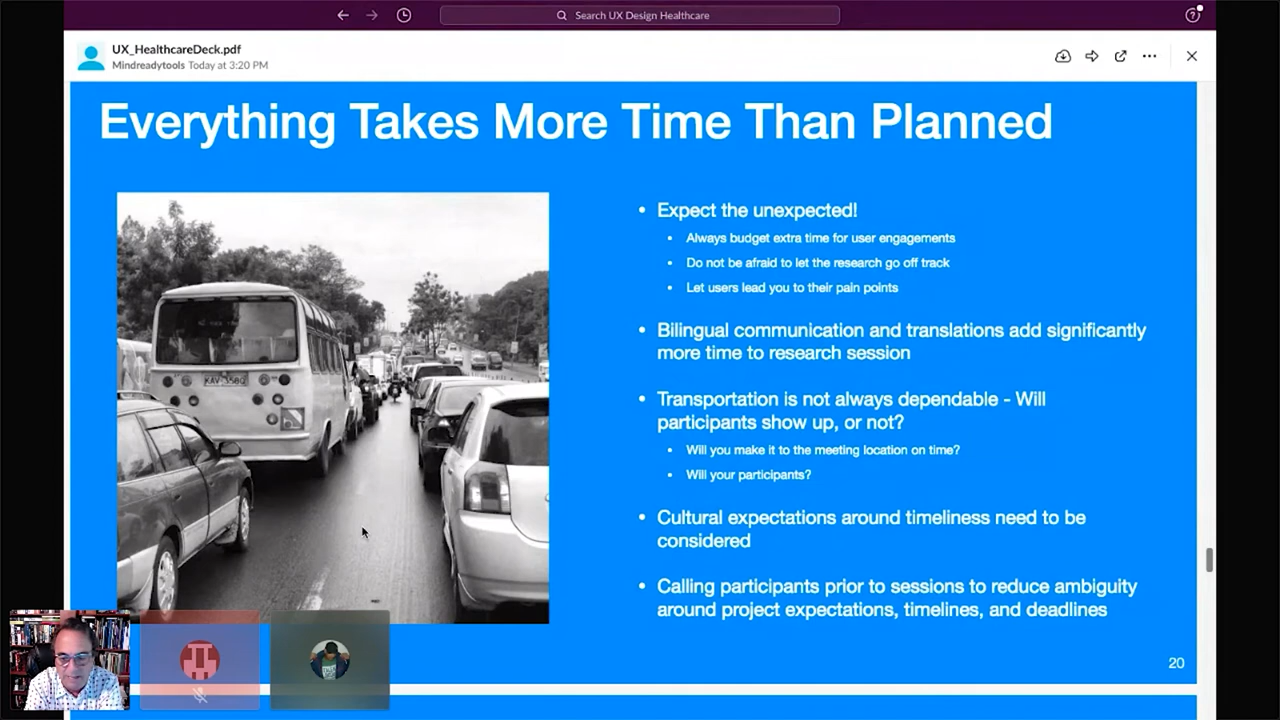 Search UX Design Healthcare
UX_HealthcareDeck.pdf
Mindreadytools Today at 3:20 PM
Everything Takes More Time Than Planned
• Expect the unexpected!
• Always budget extra time for user engagements
• Do not be afraid to let the research go off track
• Let users lead you to their pain points
• Bilingual communication and translations add significantly
more time to research session
• Transportation is not always dependable - Will
participants show up, or not?
• Will you make it to the meeting location on time?
• Will your participants?
• Cultural expectations around timeliness need to be
considered
• Calling participants prior to sessions to reduce ambiguity
around project expectations, timelines, and deadlines
20